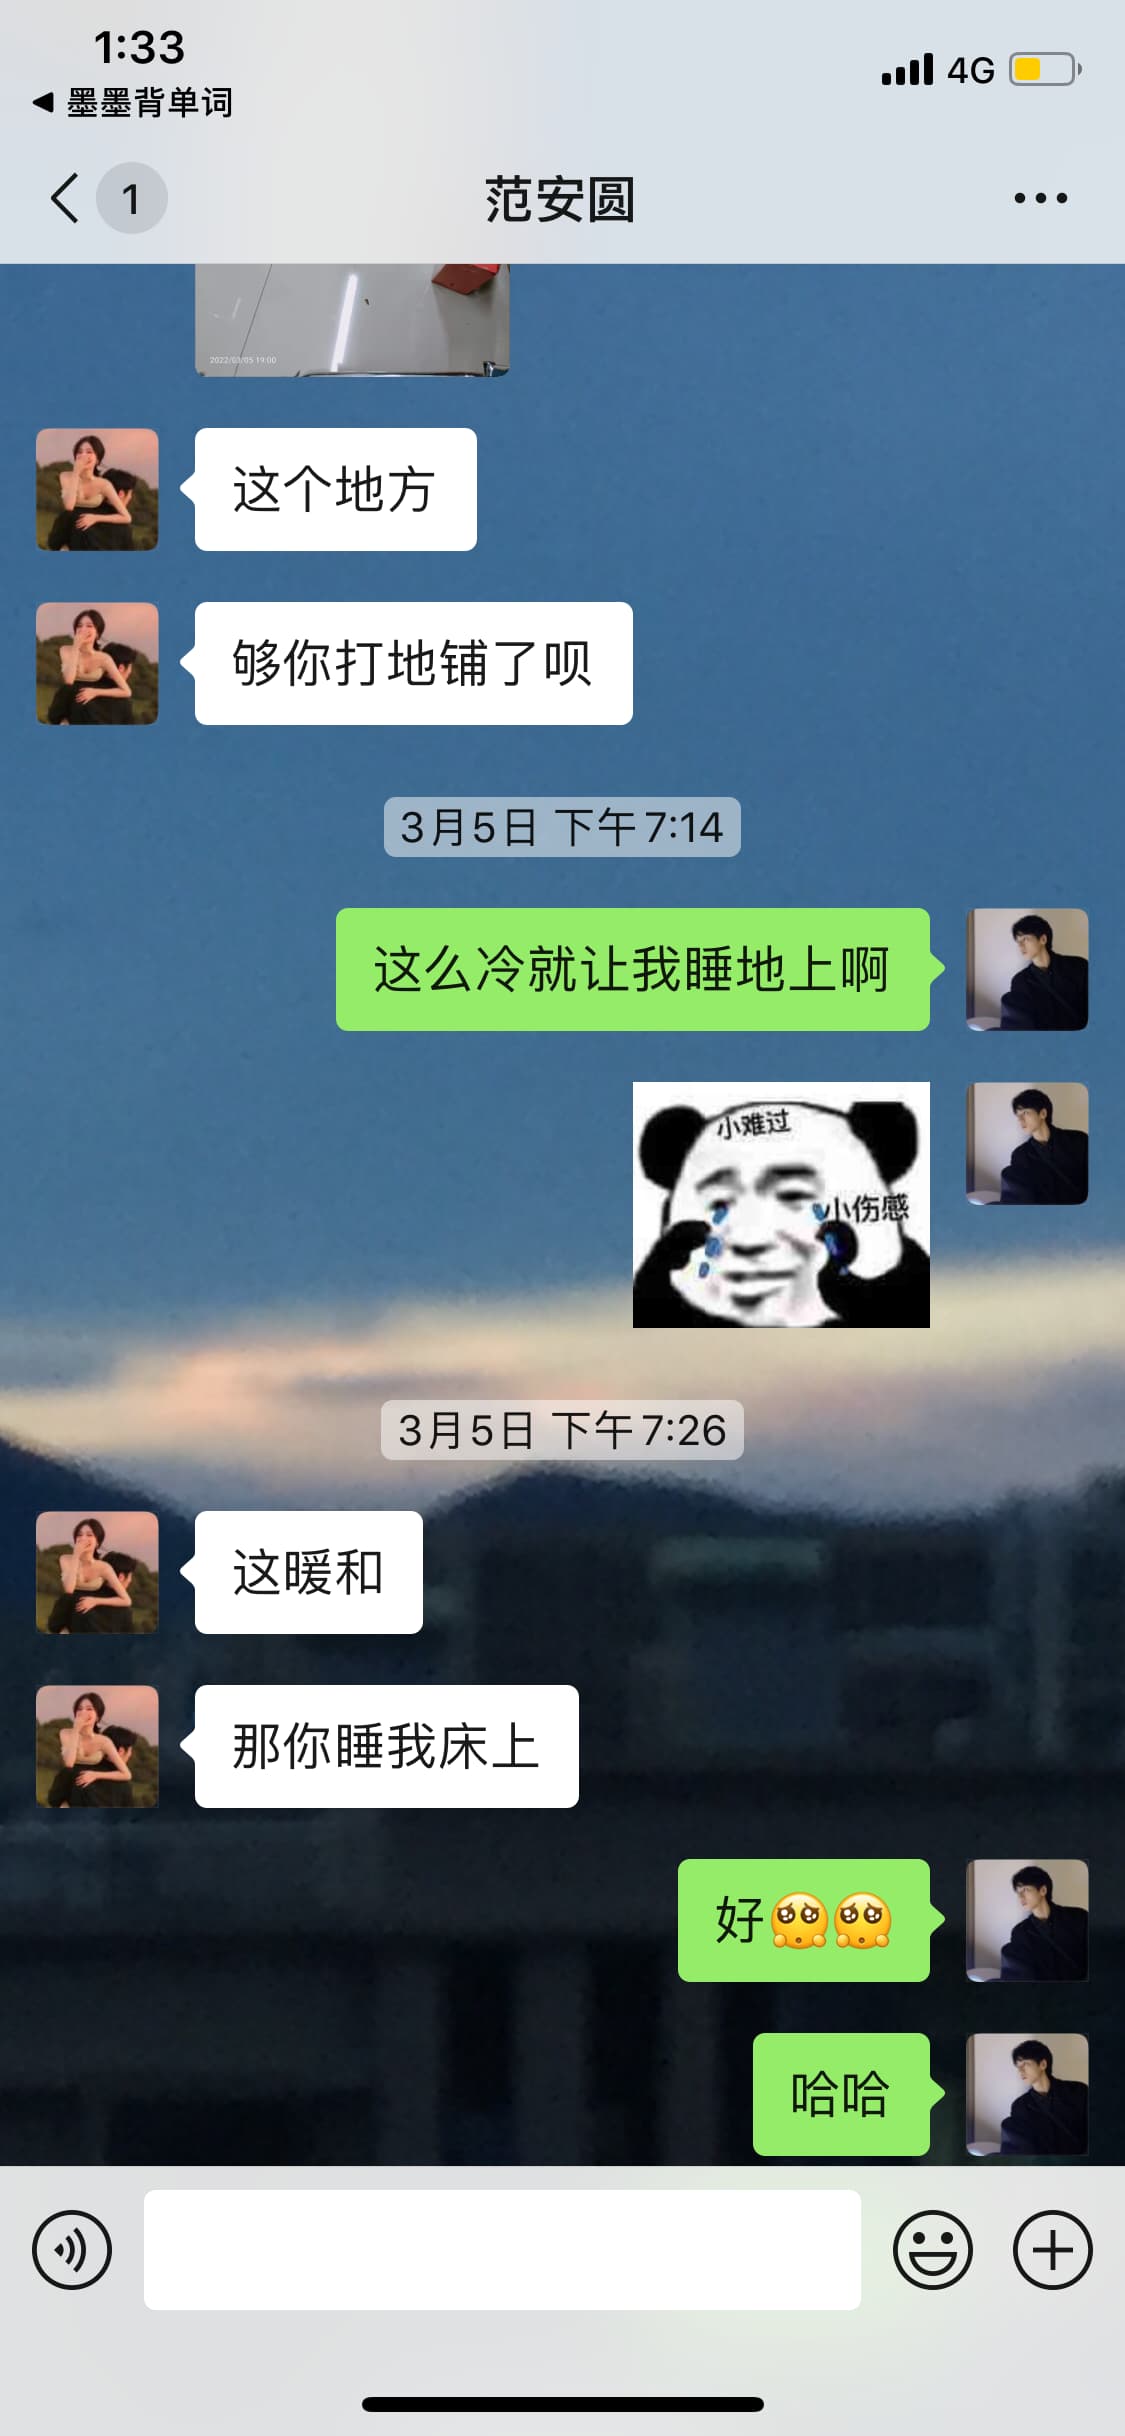 1:33
4G
墨墨背单词
1
范安圆
2022/03/05 19:00
这个地方
够你打地铺了呗
3月5日 下午7:14
这么冷就让我睡地上啊
小难过
小伤感
3月5日 下午7:26
这暖和
那你睡我床上
好🥺🥺
哈哈